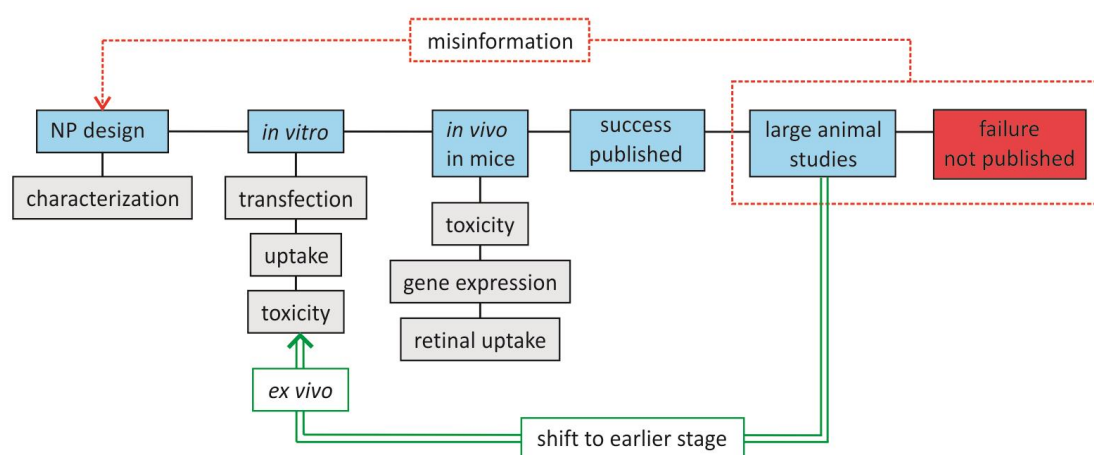 misinformation
NP design
in vitro
in vivo
in mice
success
published
large animal
studies
failure
not published
characterization
transfection
uptake
toxicity
toxicity
gene expression
retinal uptake
ex vivo
shift to earlier stage